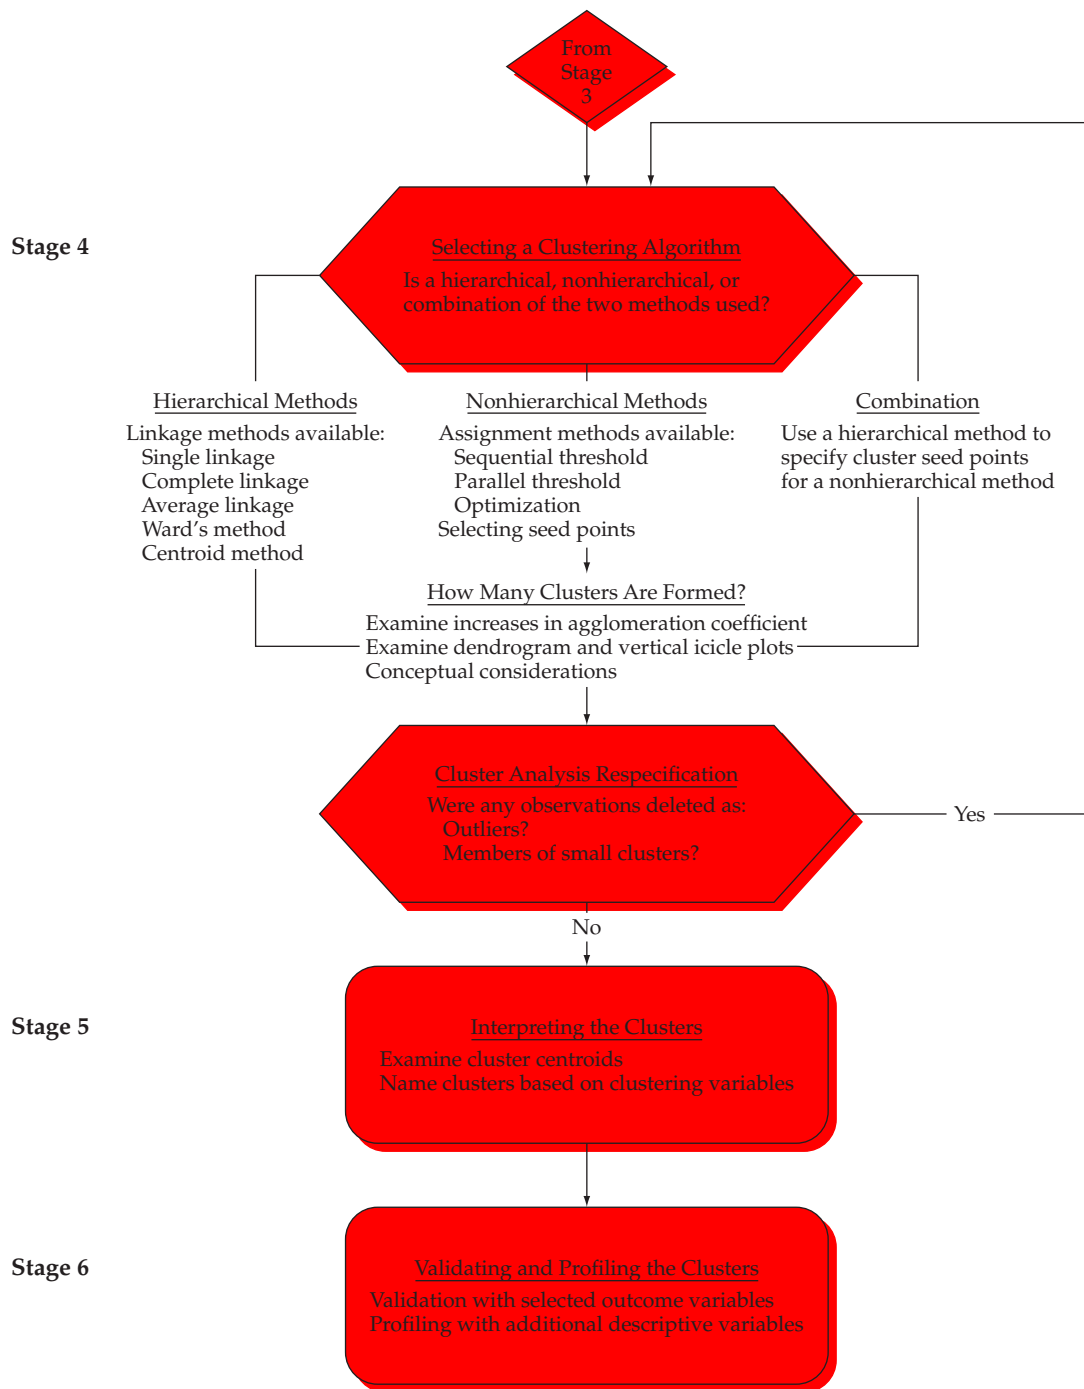 From
Stage
3
Stage 4
Selecting a Clustering Algorithm
Is a hierarchical, nonhierarchical, or
combination of the two methods used?
Hierarchical Methods
Linkage methods available:
Single linkage
Complete linkage
Average linkage
Ward's method
Centroid method
Nonhierarchical Methods
Assignment methods available:
Sequential threshold
Parallel threshold
Optimization
Selecting seed points
Combination
Use a hierarchical method to
specify cluster seed points
for a nonhierarchical method
How Many Clusters Are Formed?
Examine increases in agglomeration coefficient
Examine dendrogram and vertical icicle plots
Conceptual considerations
Cluster Analysis Respecification
Were any observations deleted as:
Outliers?
Members of small clusters?
Yes
No
Stage 5
Interpreting the Clusters
Examine cluster centroids
Name clusters based on clustering variables
Stage 6
Validating and Profiling the Clusters
Validation with selected outcome variables
Profiling with additional descriptive variables